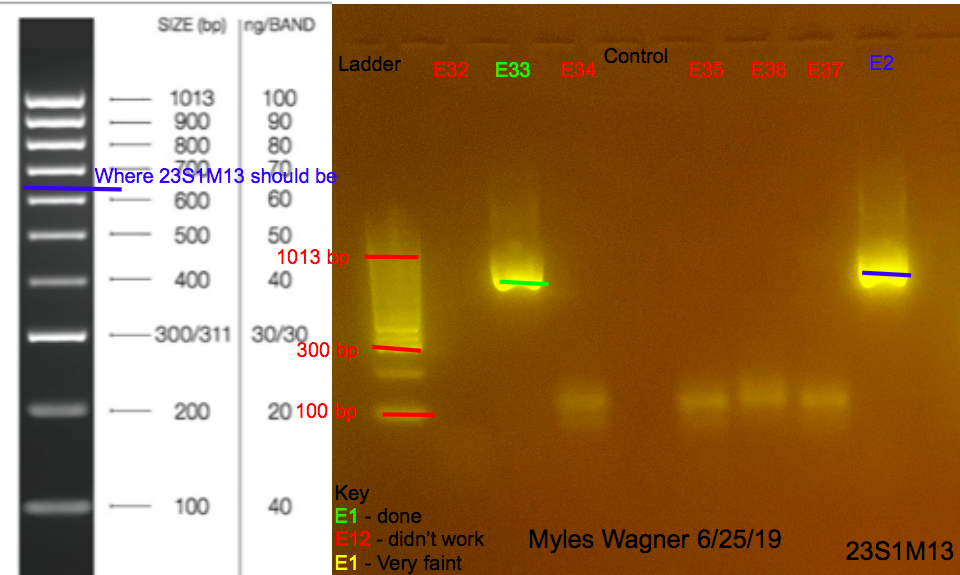 SIZE (bp) ng/BAND
1013 100
900 90
800 80
700 70
Where 23S1M13 should be
600 60
500 50
400 40
300/311 30/30
200 20
100 40
Ladder E32 E33 E34 Control E35 E36 E37 E2
1013 bp
300 bp
100 bp
Key
E1 - done
E12 - didn't work
E1 - Very faint
Myles Wagner 6/25/19
23S1M13